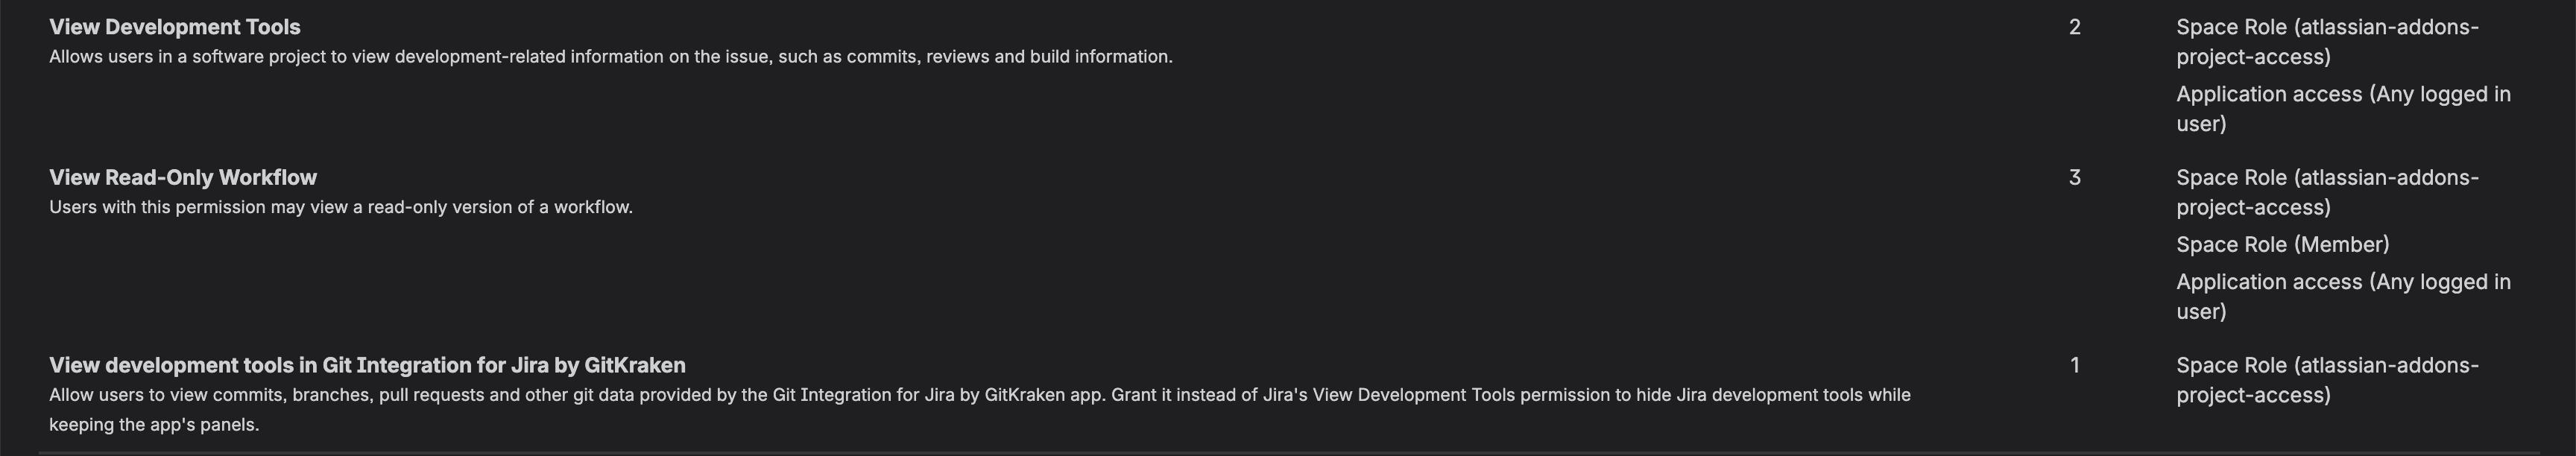 View Development Tools
Allows users in a software project to view development-related information on the issue, such as commits, reviews and build information.
2
Space Role (atlassian-addons-
project-access)
Application access (Any logged in
user)
View Read-Only Workflow
Users with this permission may view a read-only version of a workflow.
3
Space Role (atlassian-addons-
project-access)
Space Role (Member)
Application access (Any logged in
user)
View development tools in Git Integration for Jira by GitKraken
Allow users to view commits, branches, pull requests and other git data provided by the Git Integration for Jira by GitKraken app. Grant it instead of Jira's View Development Tools permission to hide Jira development tools while
keeping the app's panels.
1
Space Role (atlassian-addons-
project-access)